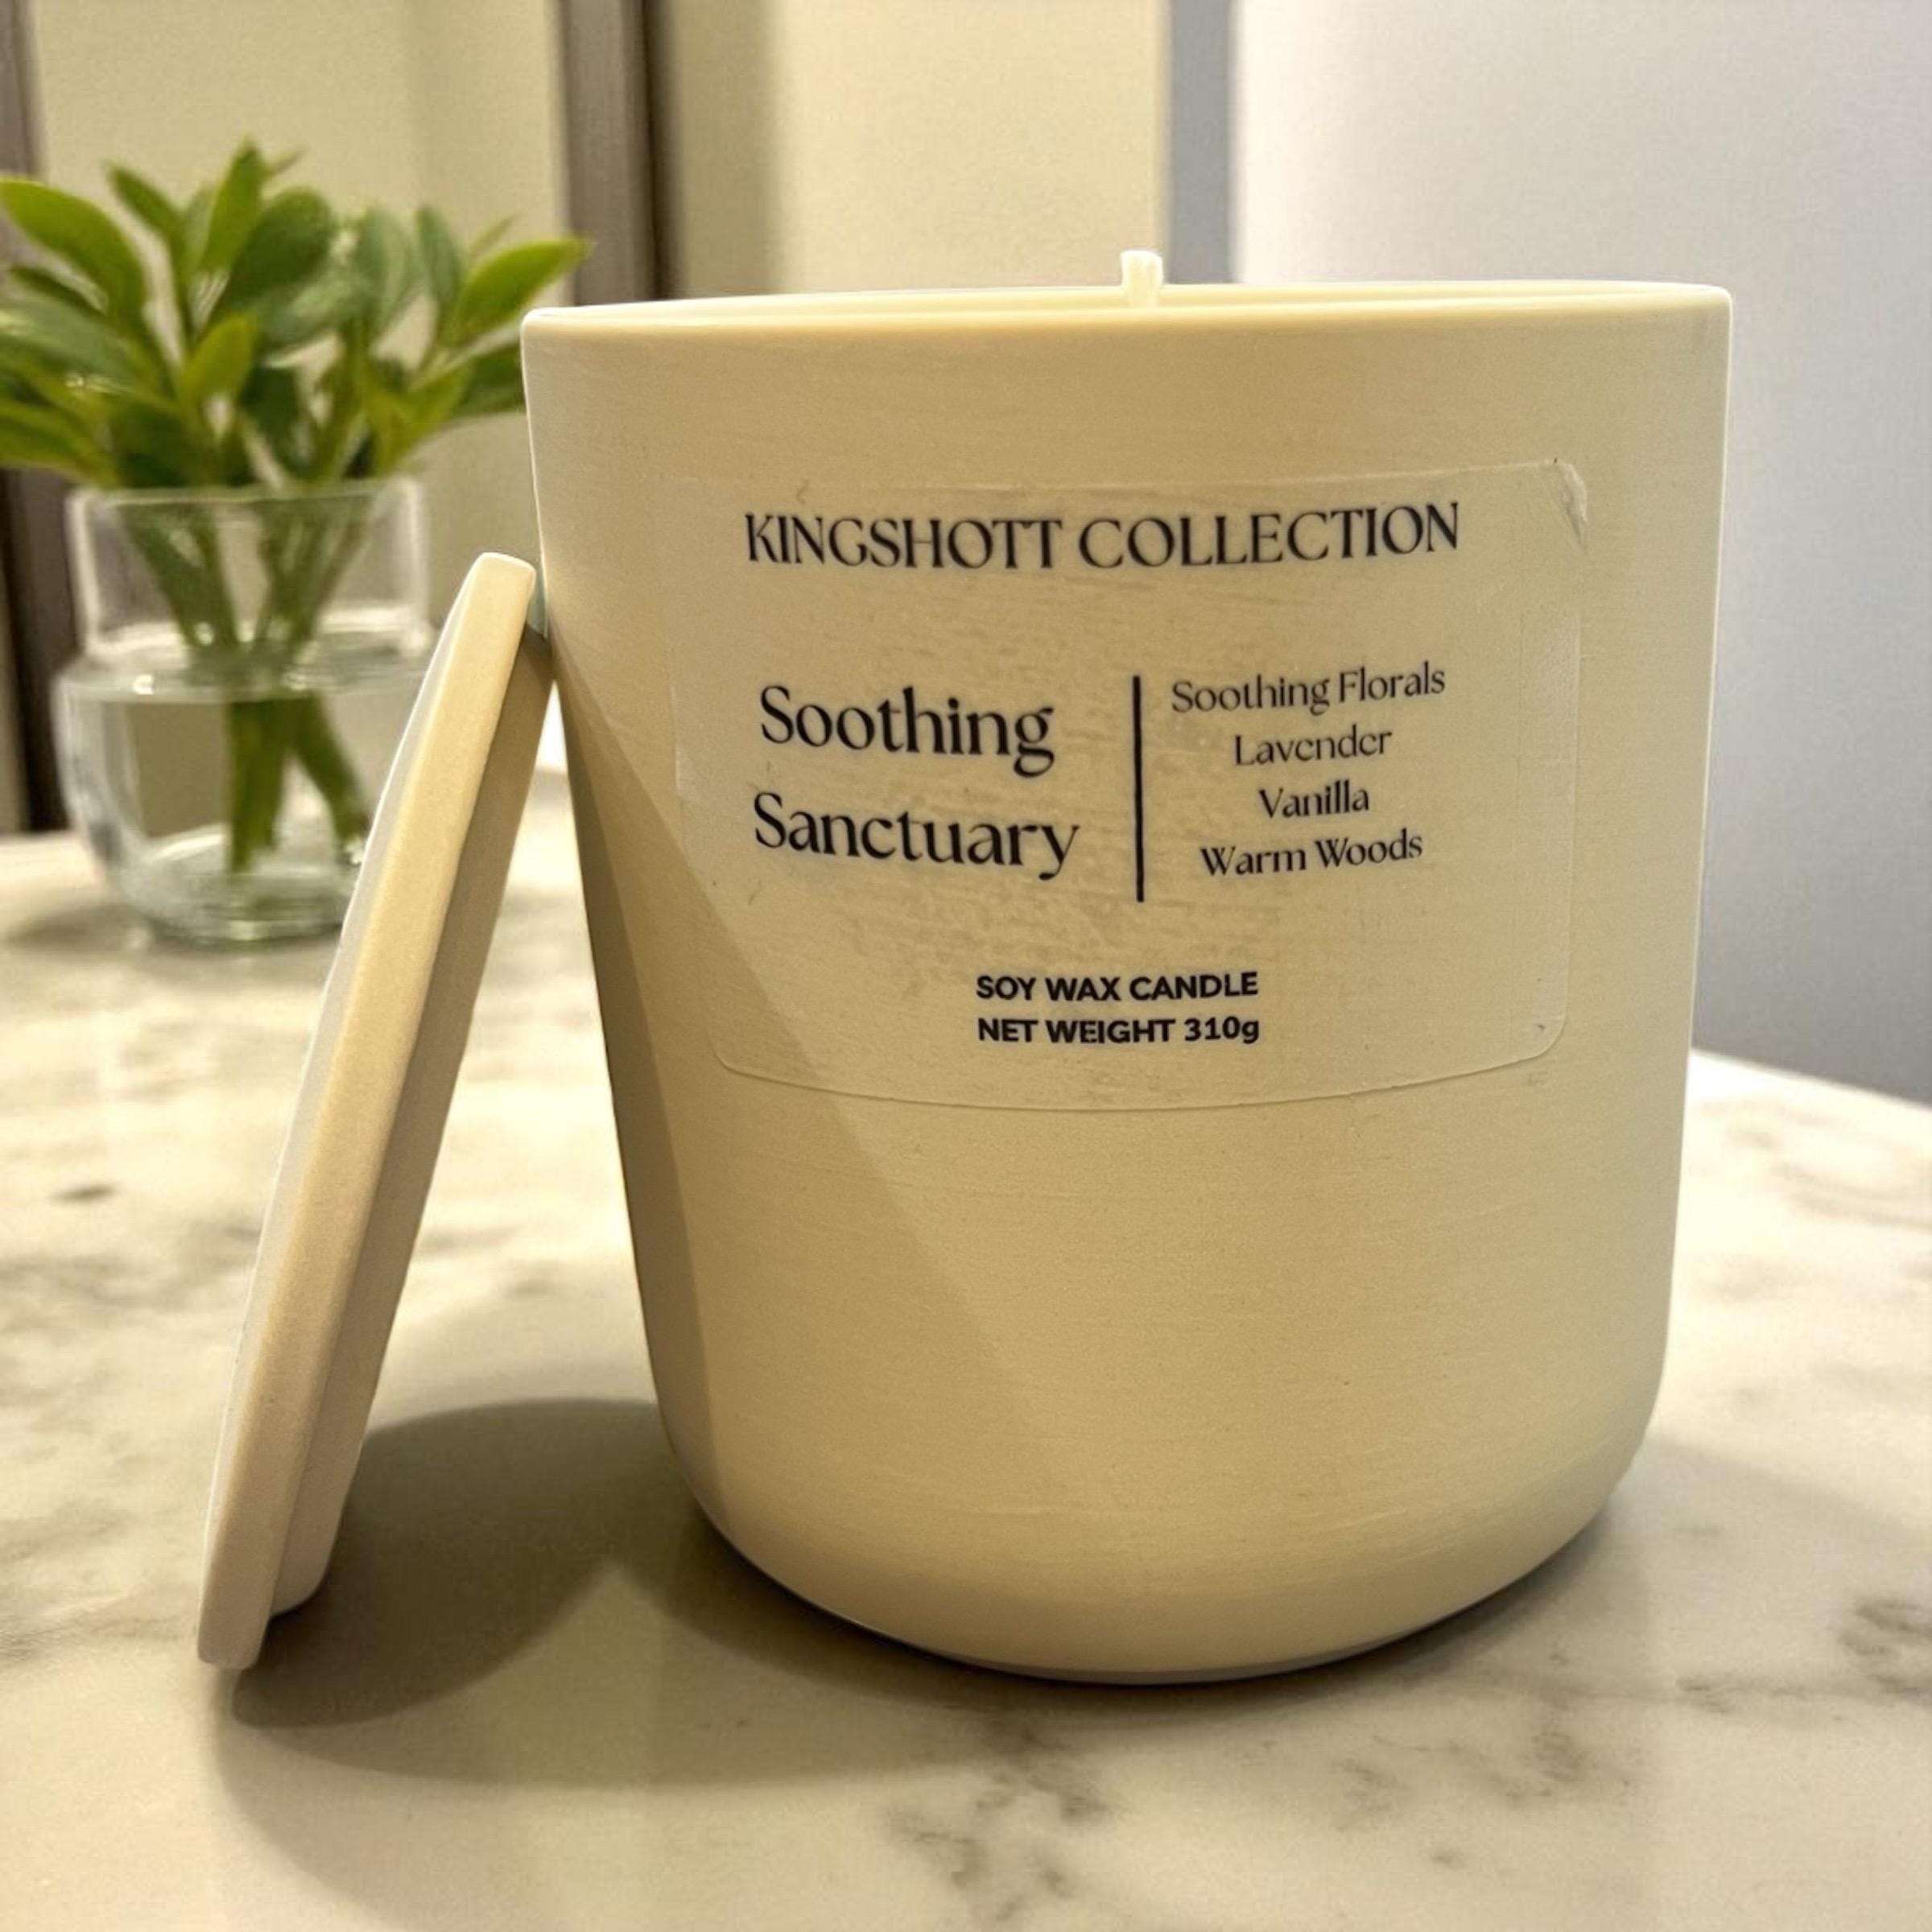 KINGSHOTT COLLECTION
Soothing
Sanctuary
Soothing Florals
Lavender
Vanilla
Warm Woods
SOY WAX CANDLE
NET WEIGHT 310g